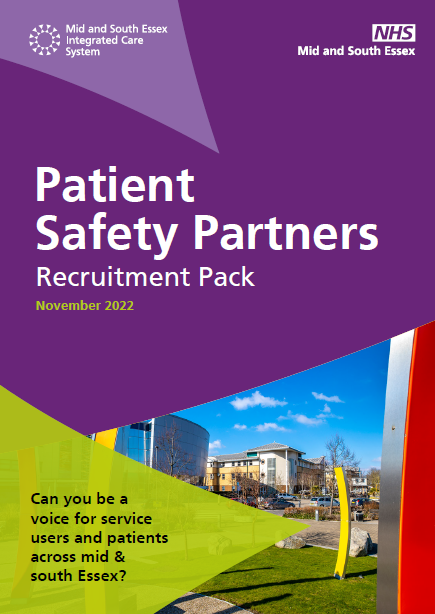 Mid and South Essex
Integrated Care
System
NHS
Mid and South Essex
Patient
Safety Partners
Recruitment Pack
November 2022
Can you be a
voice for service
users and patients
across mid &
south Essex?